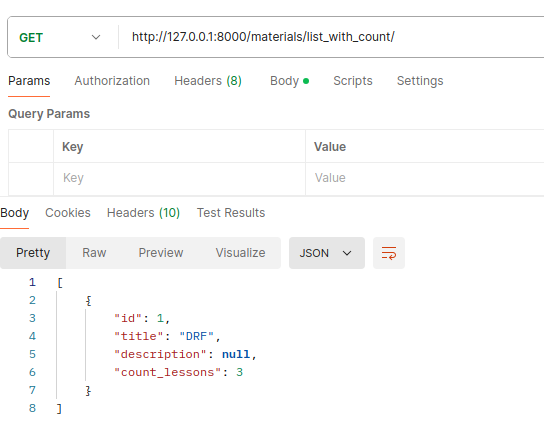 GET http://127.0.0.1:8000/materials/list_with_count/
Params Authorization Headers (8) Body Scripts Settings
Query Params
Key Value
Key Value
Body Cookies Headers (10) Test Results
Pretty Raw Preview Visualize JSON
1 [
2 {
3 "id": 1,
4 "title": "DRF",
5 "description": null,
6 "count_lessons": 3
7 }
8 ]